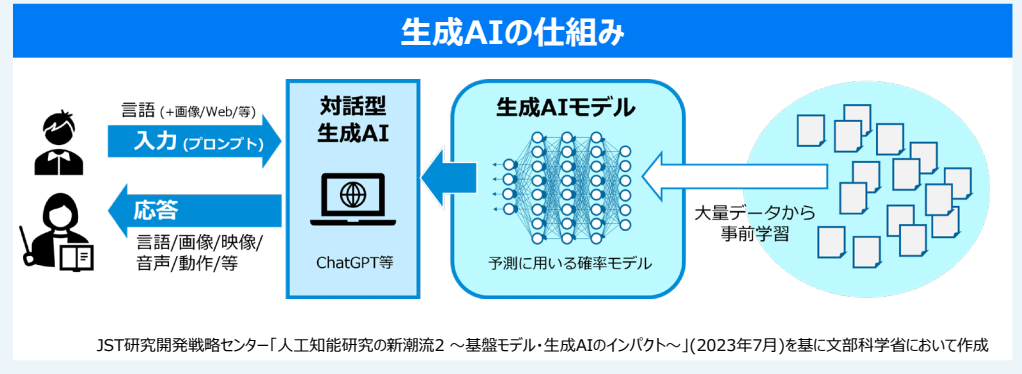 生成AIの仕組み
言語 (+画像/Web/等)
入力 (プロンプト)
応答
言語/画像/映像/
音声/動作/等
対話型
生成AI
ChatGPT等
生成AIモデル
予測に用いる確率モデル
大量データから
事前学習
JST研究開発戦略センター「人工知能研究の新潮流2 ～基盤モデル・生成AIのインパクト～」(2023年7月)を基に文部科学省において作成